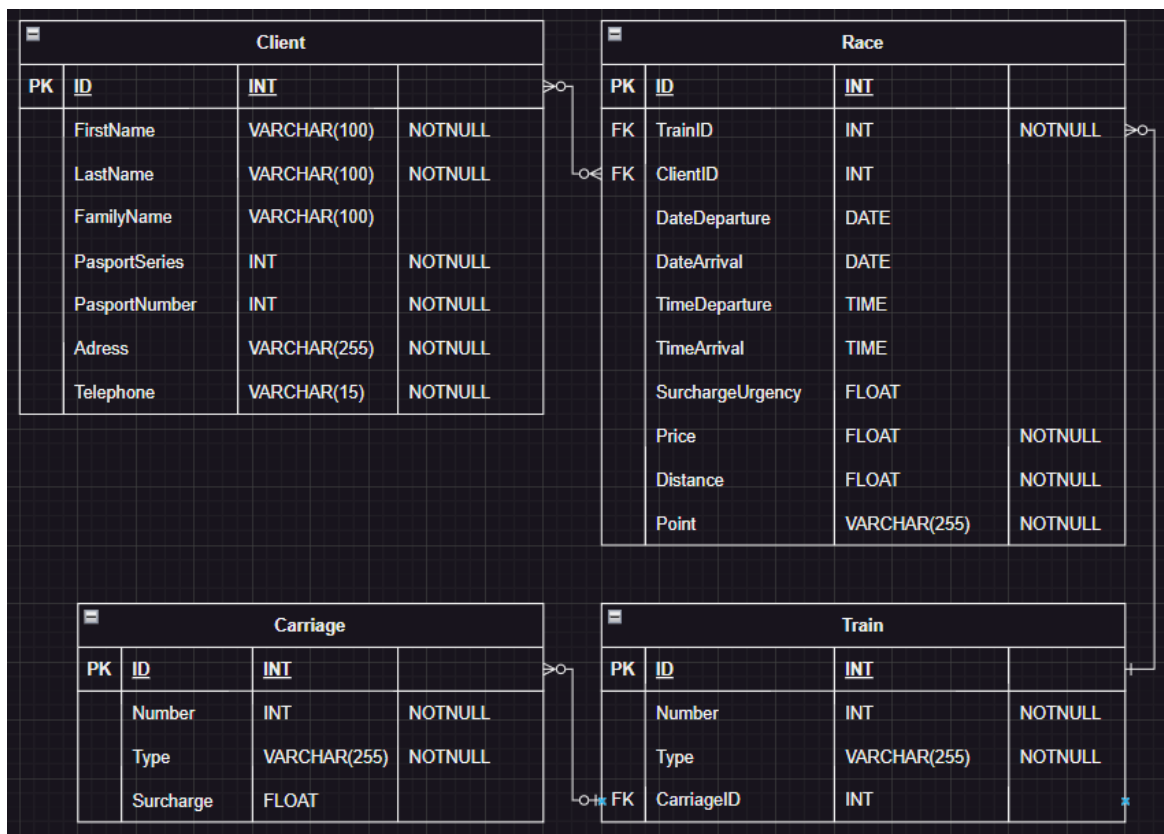 Client
PK ID INT
FirstName VARCHAR(100) NOTNULL
LastName VARCHAR(100) NOTNULL
FamilyName VARCHAR(100)
PasportSeries INT NOTNULL
PasportNumber INT NOTNULL
Adress VARCHAR(255) NOTNULL
Telephone VARCHAR(15) NOTNULL
Race
PK ID INT
FK TrainID INT NOTNULL
FK ClientID INT
DateDeparture DATE
DateArrival DATE
TimeDeparture TIME
TimeArrival TIME
SurchargeUrgency FLOAT
Price FLOAT NOTNULL
Distance FLOAT NOTNULL
Point VARCHAR(255) NOTNULL
Carriage
PK ID INT
Number INT NOTNULL
Type VARCHAR(255) NOTNULL
Surcharge FLOAT
Train
PK ID INT
Number INT NOTNULL
Type VARCHAR(255) NOTNULL
FK CarriageID INT